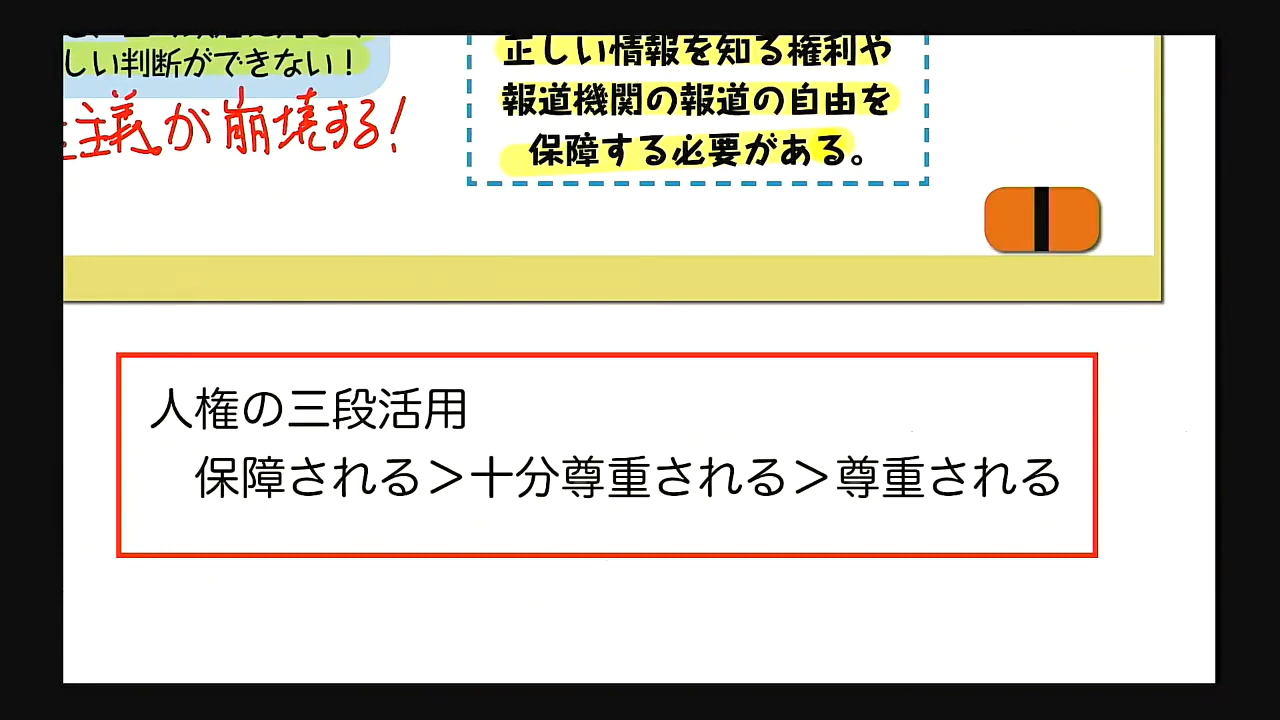 しい判断ができない！
主義が崩壊する！
正しい情報を知る権利や
報道機関の報道の自由を
保障する必要がある。
人権の三段活用
保障される＞十分尊重される＞尊重される